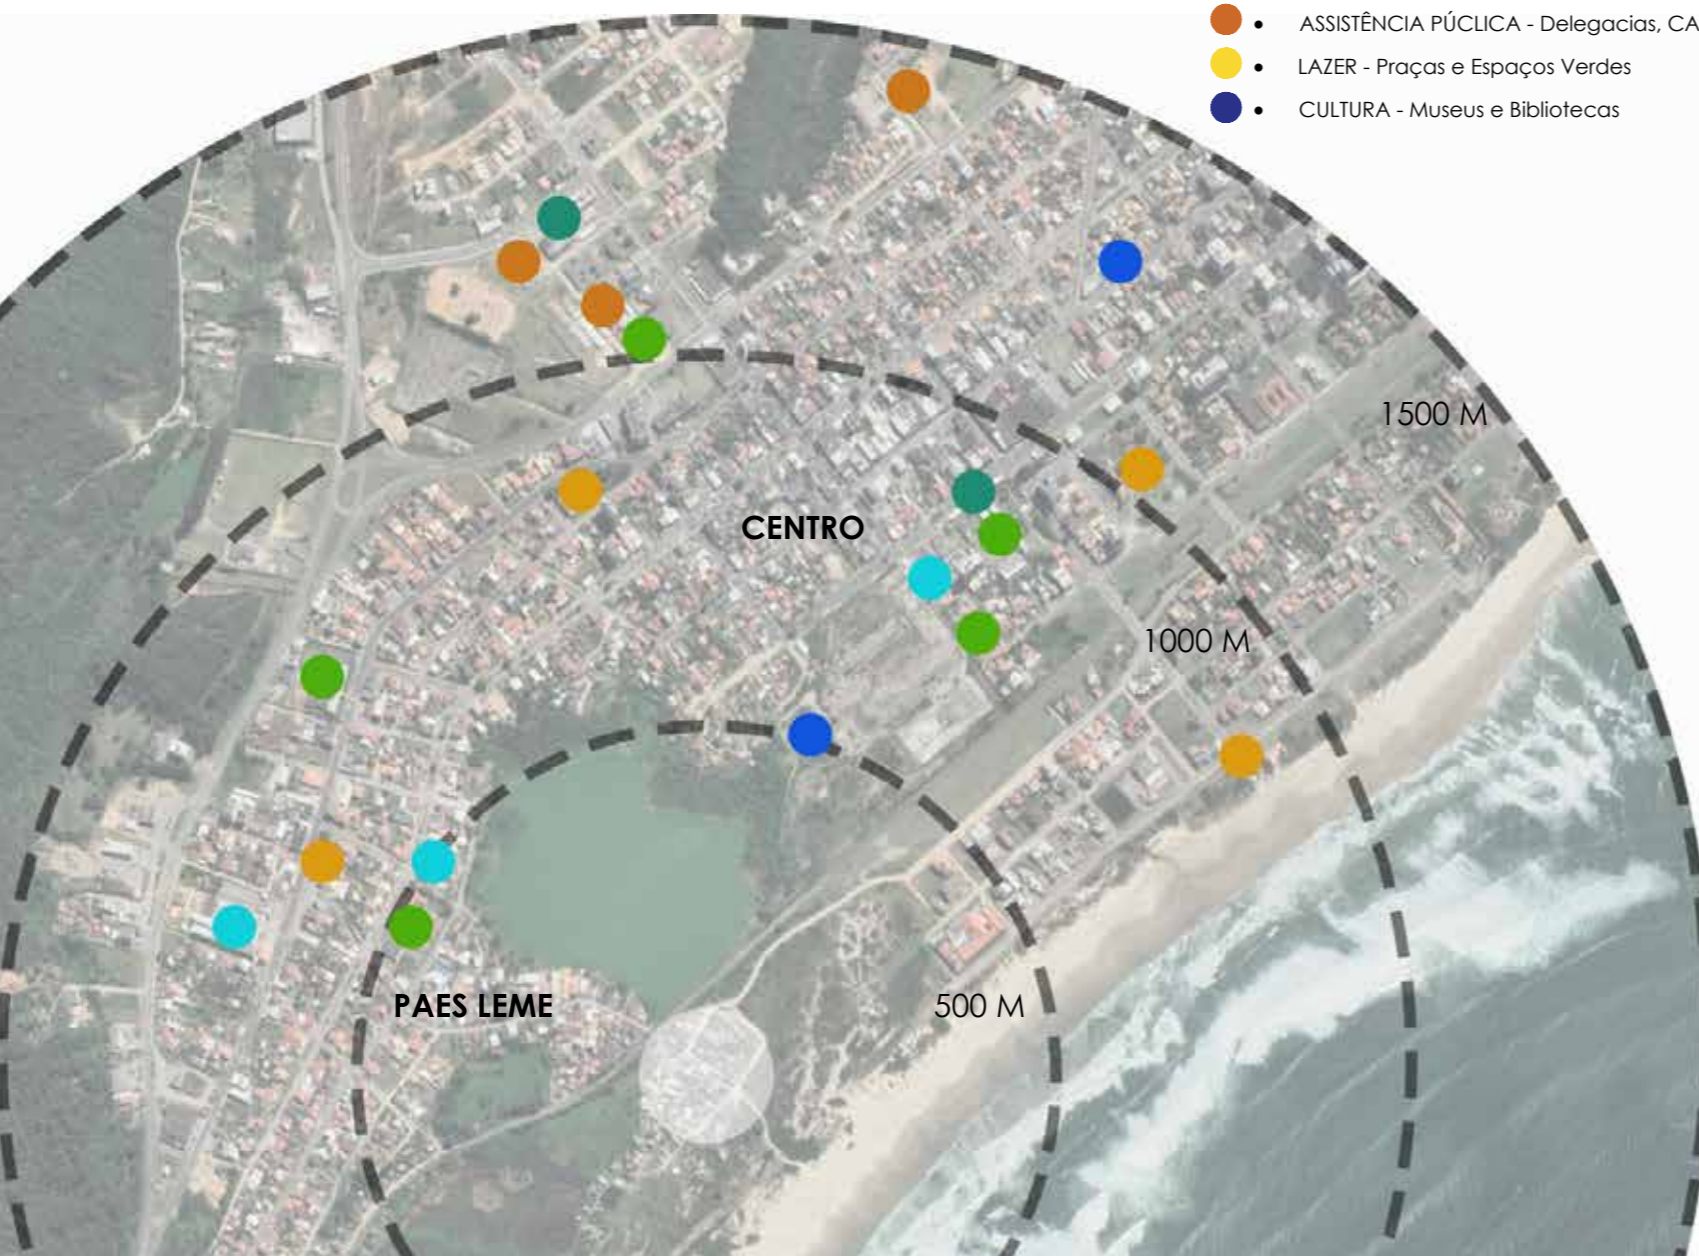 • ASSISTÊNCIA PÚCLICA - Delegacias, CA
• LAZER - Praças e Espaços Verdes
• CULTURA - Museus e Bibliotecas
1500 M
CENTRO
1000 M
PAES LEME
500 M